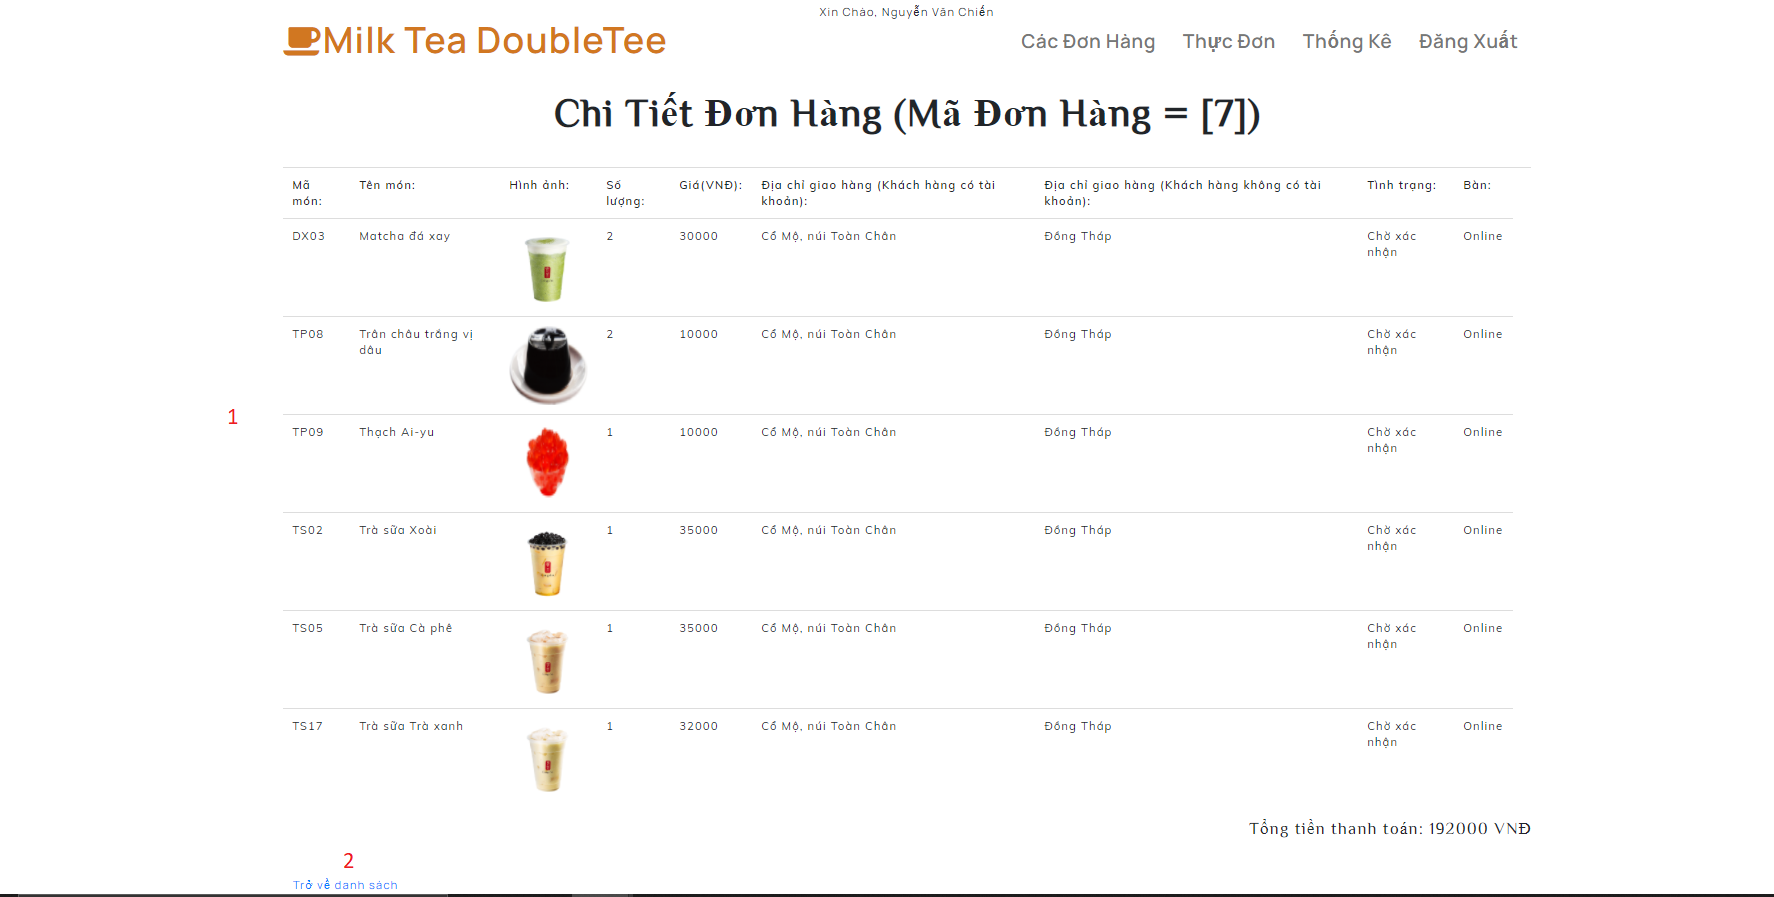 Xin Chào, Nguyễn Văn Chiến
Milk Tea DoubleTee
Các Đơn Hàng Thực Đơn Thống Kê Đăng Xuất
Chi Tiết Đơn Hàng (Mã Đơn Hàng = [7])
Mã món: Tên món: Hình ảnh: Số lượng: Giá(VNĐ): Địa chỉ giao hàng (Khách hàng có tài khoản): Địa chỉ giao hàng (Khách hàng không có tài khoản): Tình trạng: Bàn:
DX03 Matcha đá xay 2 30000 Cổ Mộ, núi Toàn Chân Đồng Tháp Chờ xác nhận Online
TP08 Trân châu trắng vị dâu 2 10000 Cổ Mộ, núi Toàn Chân Đồng Tháp Chờ xác nhận Online
1
TP09 Thạch Ai-yu 1 10000 Cổ Mộ, núi Toàn Chân Đồng Tháp Chờ xác nhận Online
TS02 Trà sữa Xoài 1 35000 Cổ Mộ, núi Toàn Chân Đồng Tháp Chờ xác nhận Online
TS05 Trà sữa Cà phê 1 35000 Cổ Mộ, núi Toàn Chân Đồng Tháp Chờ xác nhận Online
TS17 Trà sữa Trà xanh 1 32000 Cổ Mộ, núi Toàn Chân Đồng Tháp Chờ xác nhận Online
Tổng tiền thanh toán: 192000 VNĐ
2
Trở về danh sách